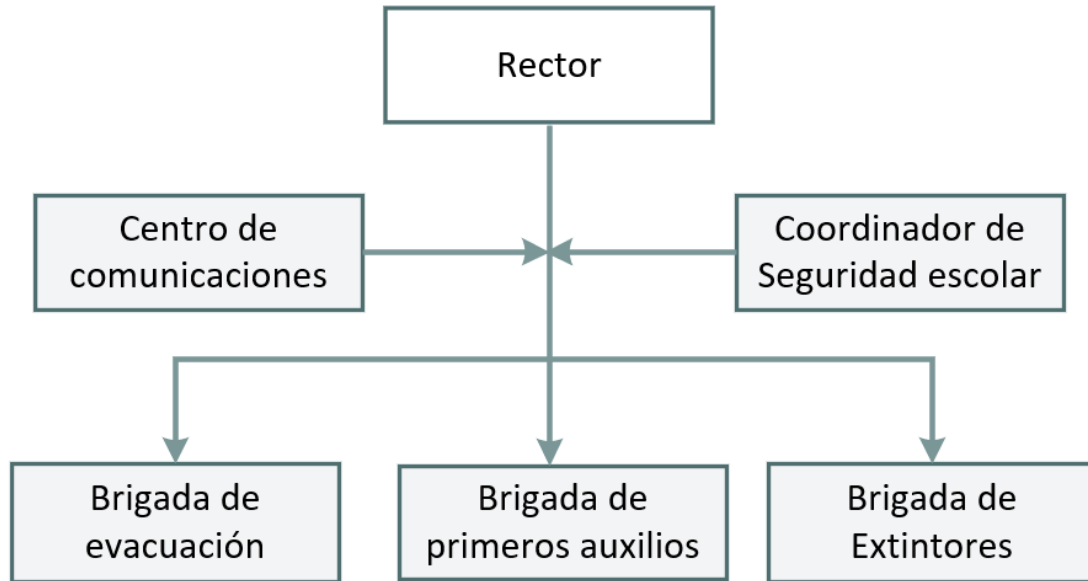 Rector
Centro de
comunicaciones
Coordinador de
Seguridad escolar
Brigada de
evacuación
Brigada de
primeros auxilios
Brigada de
Extintores